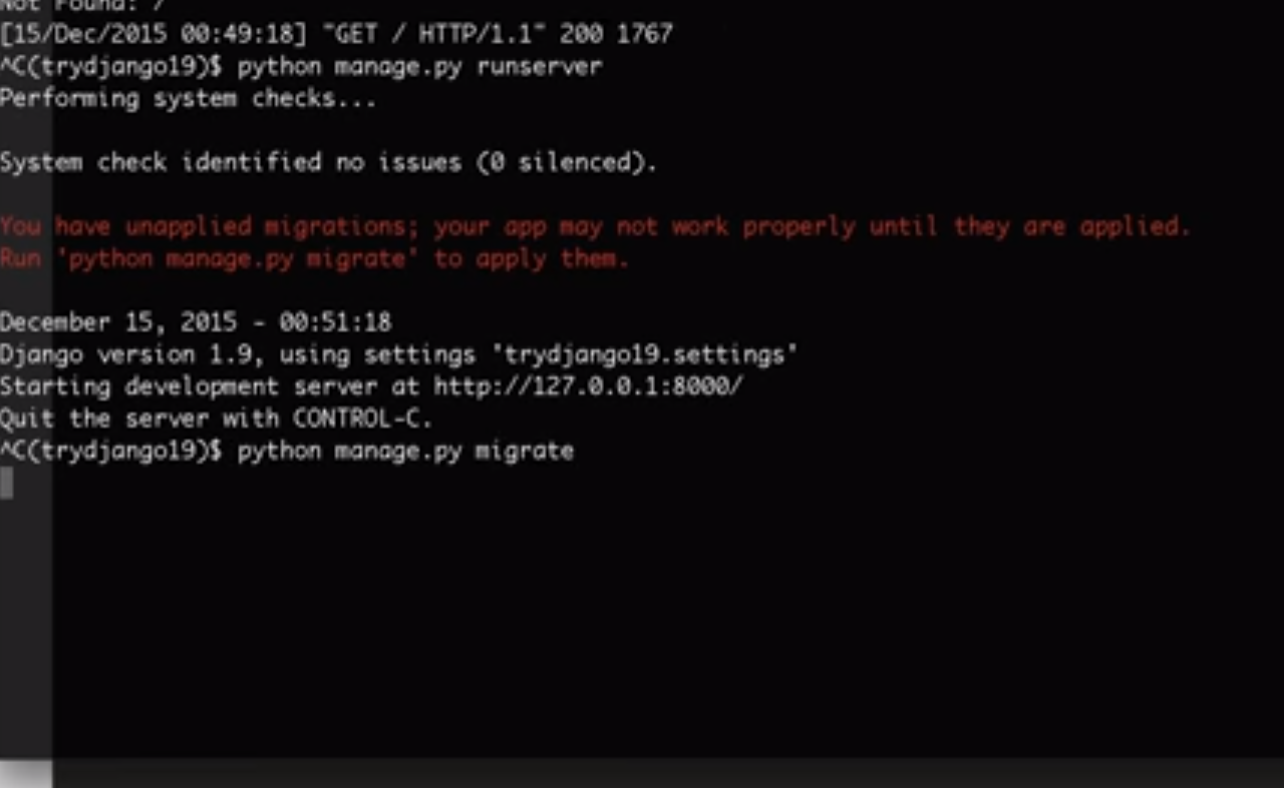 Not Found: /
[15/Dec/2015 00:49:18] "GET / HTTP/1.1" 200 1767
^C(trydjango19)$ python manage.py runserver
Performing system checks...
System check identified no issues (0 silenced).
You have unapplied migrations; your app may not work properly until they are applied.
Run 'python manage.py migrate' to apply them.
December 15, 2015 - 00:51:18
Django version 1.9, using settings 'trydjango19.settings'
Starting development server at http://127.0.0.1:8000/
Quit the server with CONTROL-C.
^C(trydjango19)$ python manage.py migrate